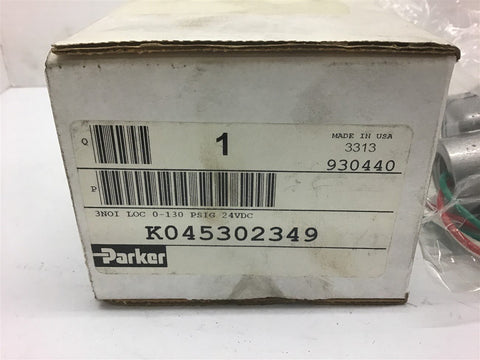 Q 1 MADE IN USA
3313
930440
P
3NOI LOC 0-130 PSIG 24VDC
K045302349
Parker